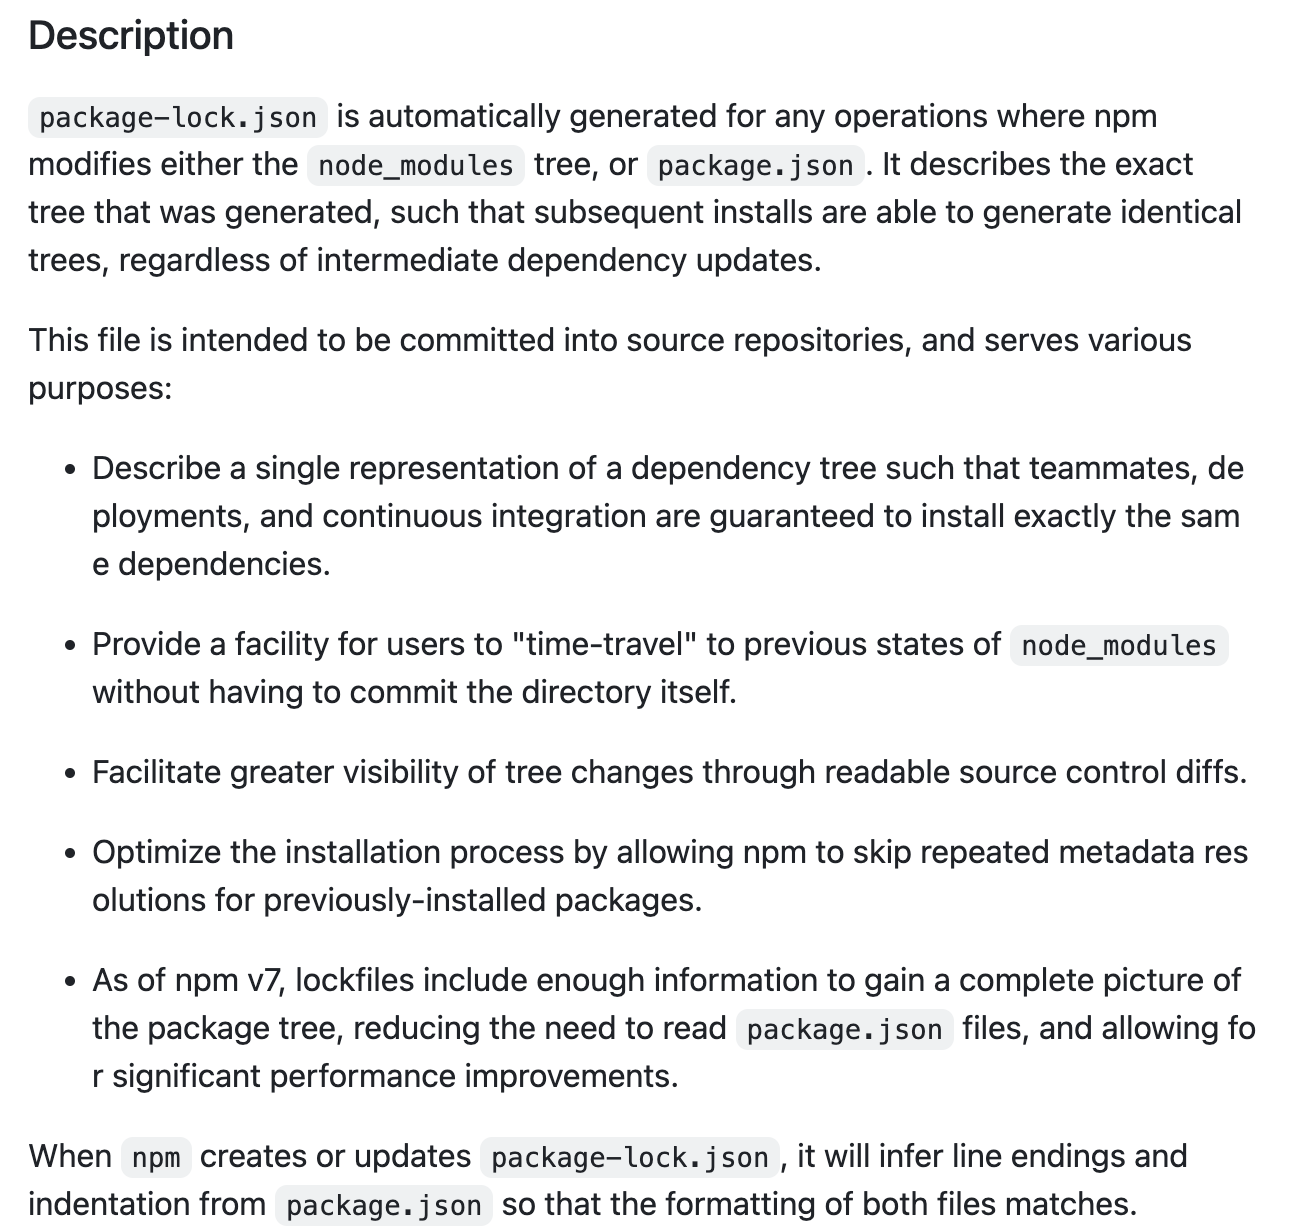 Description
package-lock.json is automatically generated for any operations where npm
modifies either the node_modules tree, or package.json. It describes the exact
tree that was generated, such that subsequent installs are able to generate identical
trees, regardless of intermediate dependency updates.
This file is intended to be committed into source repositories, and serves various
purposes:
• Describe a single representation of a dependency tree such that teammates, de
ployments, and continuous integration are guaranteed to install exactly the sam
e dependencies.
• Provide a facility for users to "time-travel" to previous states of node_modules
without having to commit the directory itself.
• Facilitate greater visibility of tree changes through readable source control diffs.
• Optimize the installation process by allowing npm to skip repeated metadata res
olutions for previously-installed packages.
• As of npm v7, lockfiles include enough information to gain a complete picture of
the package tree, reducing the need to read package.json files, and allowing fo
r significant performance improvements.
When npm creates or updates package-lock.json, it will infer line endings and
indentation from package.json so that the formatting of both files matches.